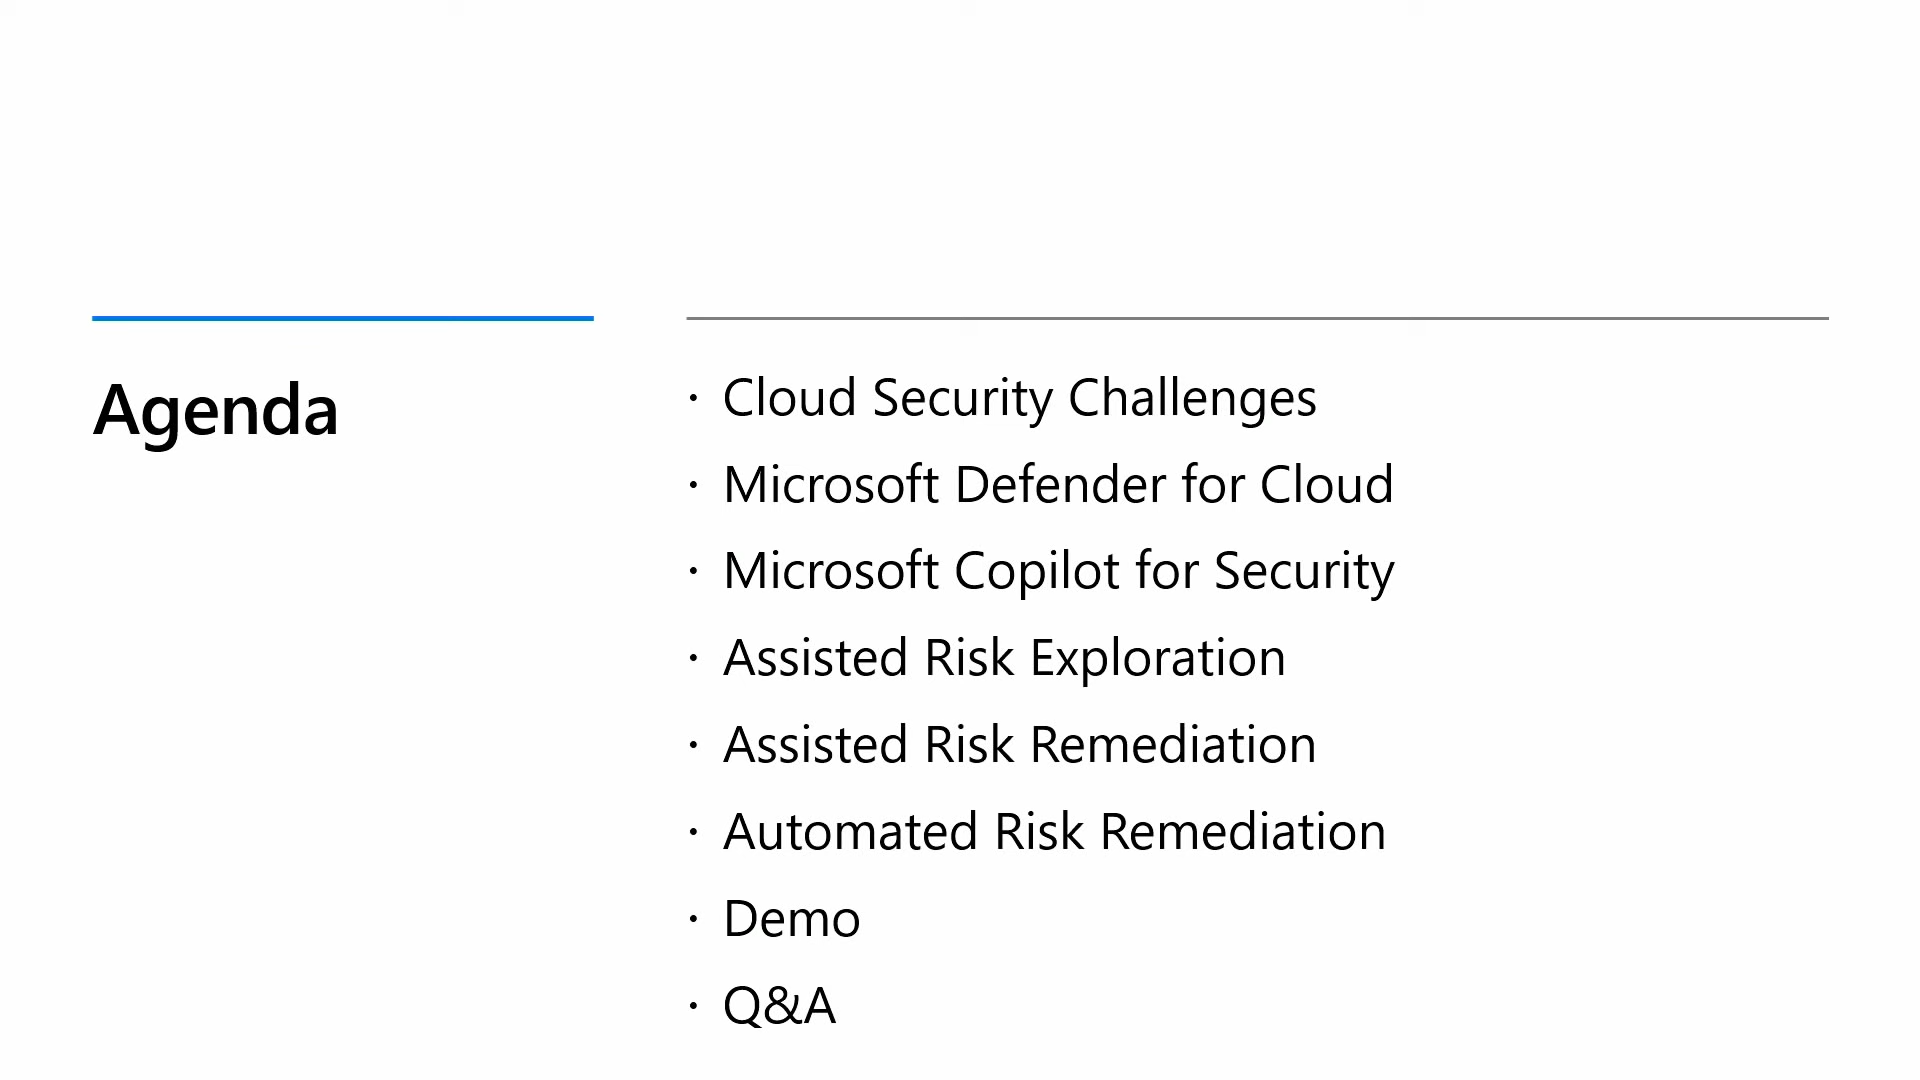 Agenda
· Cloud Security Challenges
· Microsoft Defender for Cloud
· Microsoft Copilot for Security
· Assisted Risk Exploration
· Assisted Risk Remediation
· Automated Risk Remediation
· Demo
· Q&A